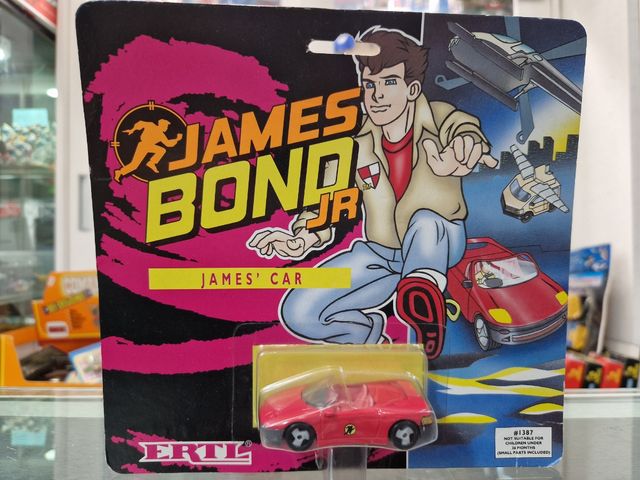 JAMES
BOND
JR
JAMES' CAR
ERTL®
#1387
NOT SUITABLE FOR
CHILDREN UNDER
36 MONTHS
(SMALL PARTS INCLUDED)